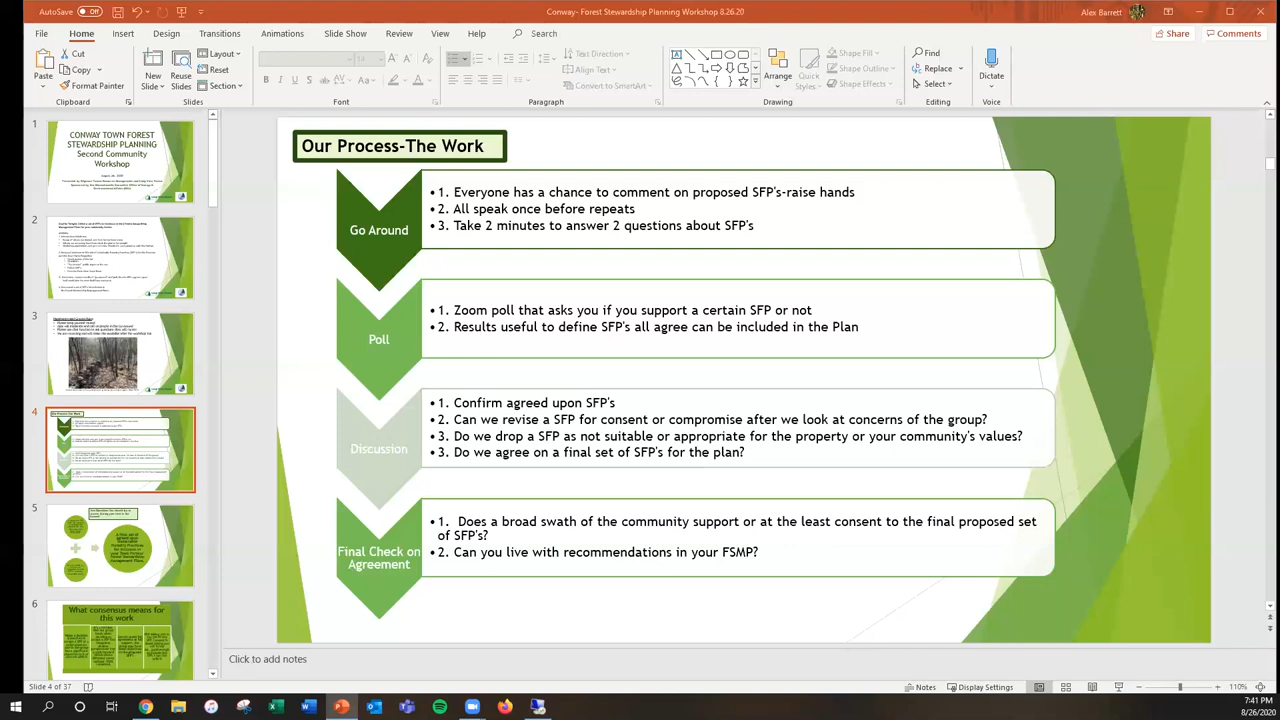 AutoSave Off
Conway- Forest Stewardship Planning Workshop 8.26.20
Alex Barrett
File Home Insert Design Transitions Animations Slide Show Review View Help Search
Share Comments
Paste
Cut
Copy
Format Painter
Clipboard
New Slide
Reuse Slides
Layout
Reset
Section
Slides
Font
Text Direction
Align Text
Convert to SmartArt
Paragraph
Arrange
Quick Styles
Shape Fill
Shape Outline
Shape Effects
Drawing
Find
Replace
Select
Editing
Dictate
Voice
1
CONWAY TOWN FOREST
STEWARDSHIP PLANNING
Second Community
Workshop
2
3
4
5
6
What consensus means for
this work
Our Process-The Work
Go Around
• 1. Everyone has a chance to comment on proposed SFP's-raise hands
• 2. All speak once before repeats
• 3. Take 2 minutes to answer 2 questions about SFP's
Poll
• 1. Zoom poll that asks you if you support a certain SFP or not
• 2. Results useful to define SFP's all agree can be included in the Plan
Discussion
• 1. Confirm agreed upon SFP's
• 2. Can we revise a SFP for consent or compromise after we look at concerns of the group?
• 3. Do we drop a SFP as not suitable or appropriate for the property or your community's values?
• 3. Do we agree on a final set of SFP's for the plan?
Final Check on
Agreement
• 1. Does a broad swath of the community support or at the least consent to the final proposed set
of SFP's?
• 2. Can you live with recommendations in your FSMP?
Click to add notes
Slide 4 of 37
Notes Display Settings 110%
7:41 PM
8/26/2020